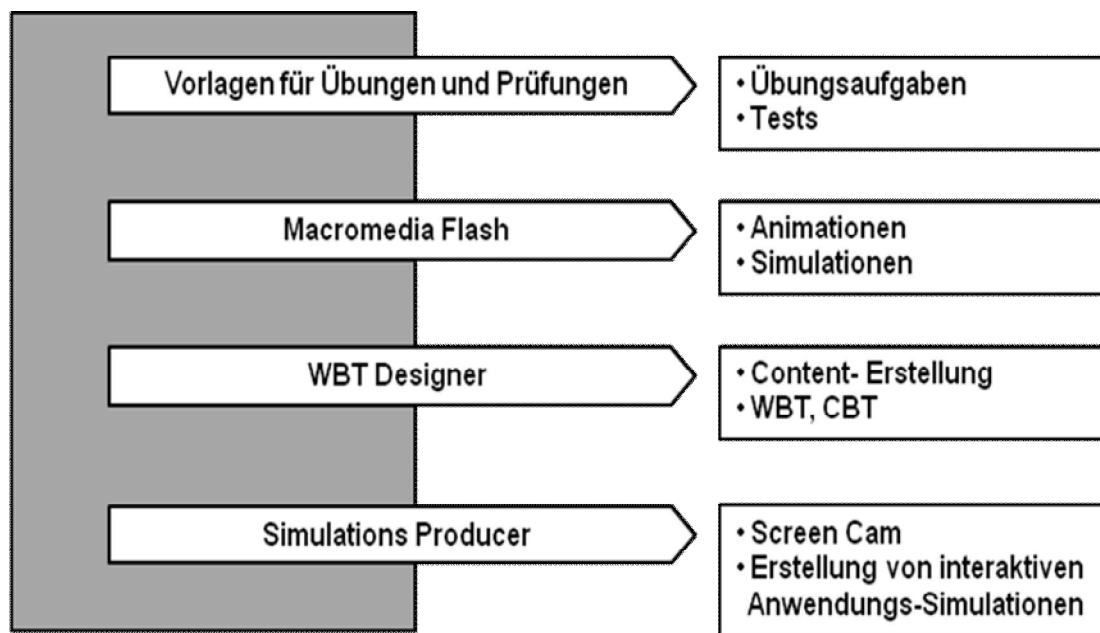 Vorlagen für Übungen und Prüfungen
• Übungsaufgaben
• Tests
Macromedia Flash
• Animationen
• Simulationen
WBT Designer
• Content- Erstellung
• WBT, CBT
Simulations Producer
• Screen Cam
• Erstellung von interaktiven
Anwendungs-Simulationen